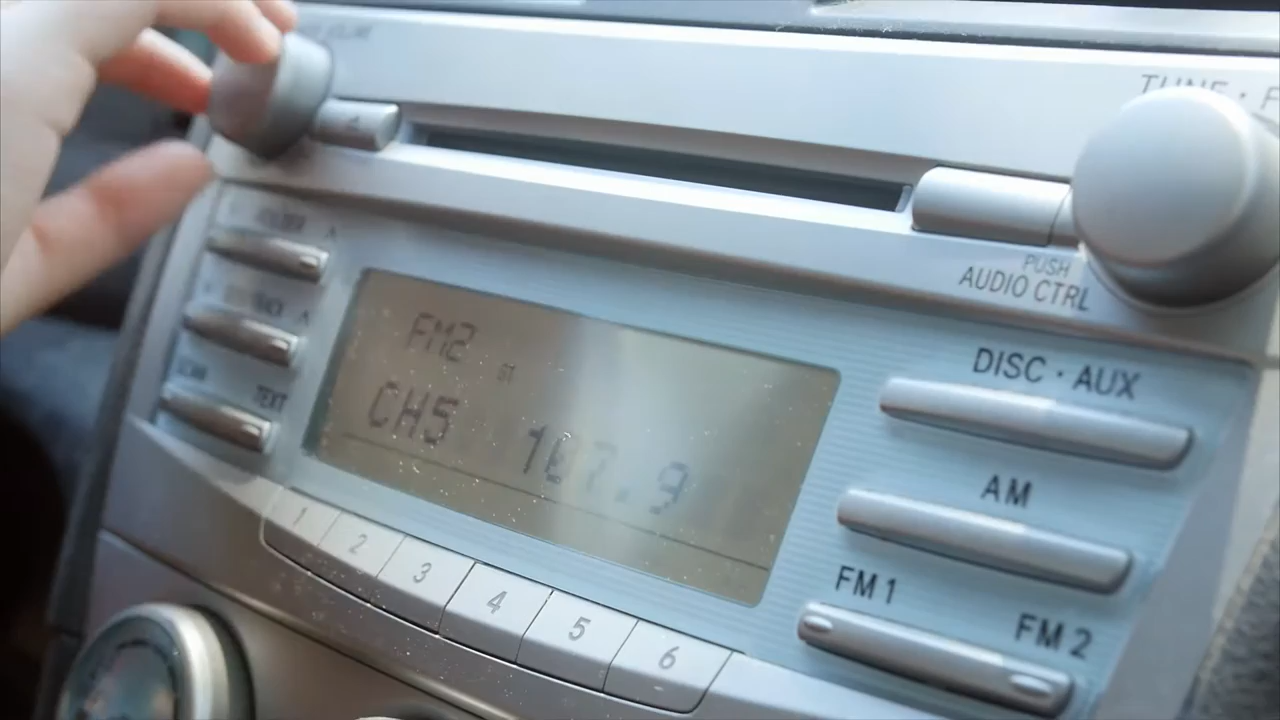 TUNE · F
PUSH
AUDIO CTRL
DISC · AUX
AM
FM 1
FM 2
TEXT
FM2
ST
CH5 107.9
1
2
3
4
5
6